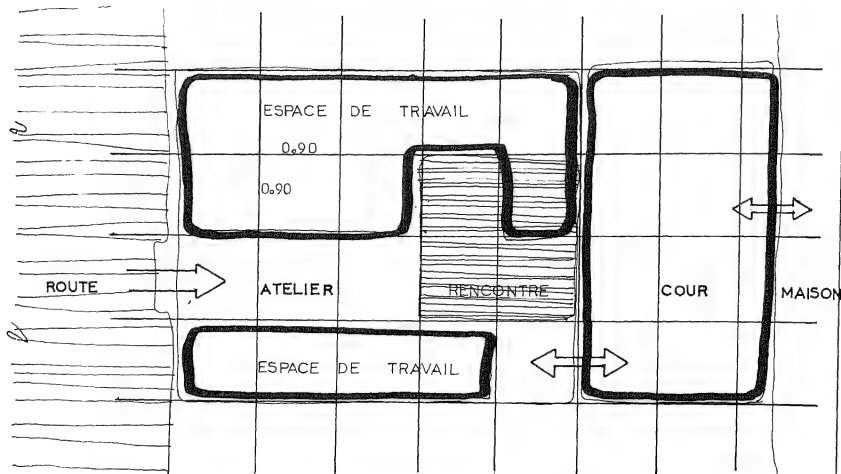 ESPACE DE TRAVAIL
0.90
0.90
ROUTE
ATELIER
RENCONTRE
COUR
MAISON
ESPACE DE TRAVAIL